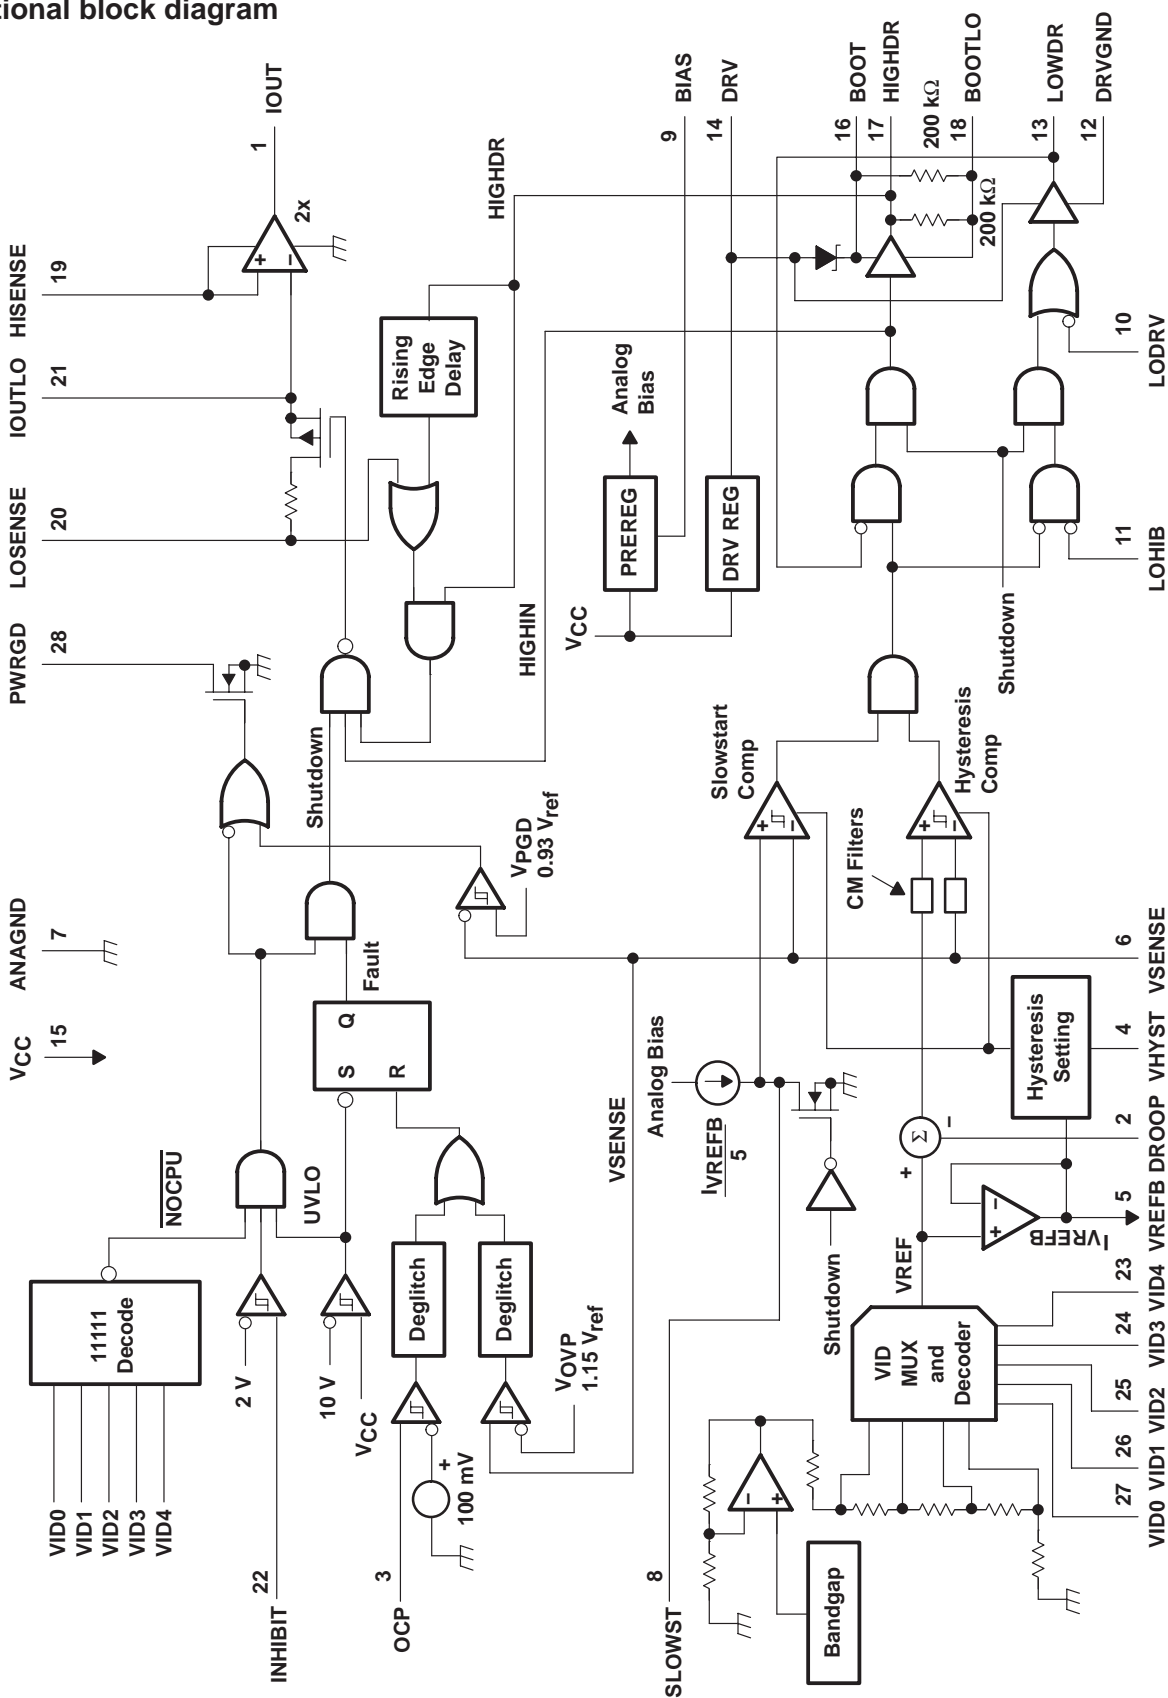 tional block diagram
VCC
15
ANAGND
7
PWRGD
28
LOSENSE
20
IOUTLO
21
HISENSE
19
VID0
VID1
VID2
VID3
VID4
11111
Decode
NOCPU
INHIBIT
22
2 V
10 V
VCC
UVLO
S
Q
R
Fault
Shutdown
OCP
3
100 mV
+
Deglitch
Deglitch
VOVP
1.15 Vref
VSENSE
VPGD
0.93 Vref
HIGHIN
Rising
Edge
Delay
HIGHDR
+
−
2x
1
IOUT
VCC
PREREG
Analog
Bias
DRV REG
9
BIAS
14
DRV
SLOWST
8
Analog Bias
IVREFB
5
Shutdown
Slowstart
Comp
+
−
CM Filters
Hysteresis
Comp
+
−
Shutdown
16
BOOT
17
HIGHDR
200 kΩ
18
BOOTLO
200 kΩ
13
LOWDR
12
DRVGND
Bandgap
−
+
VID
MUX
and
Decoder
VREF
+
Σ
−
+
−
IVREFB
Hysteresis
Setting
27
VID0
26
VID1
25
VID2
24
VID3
23
VID4
5
VREFB
2
DROOP
4
VHYST
6
VSENSE
11
LOHIB
10
LODRV